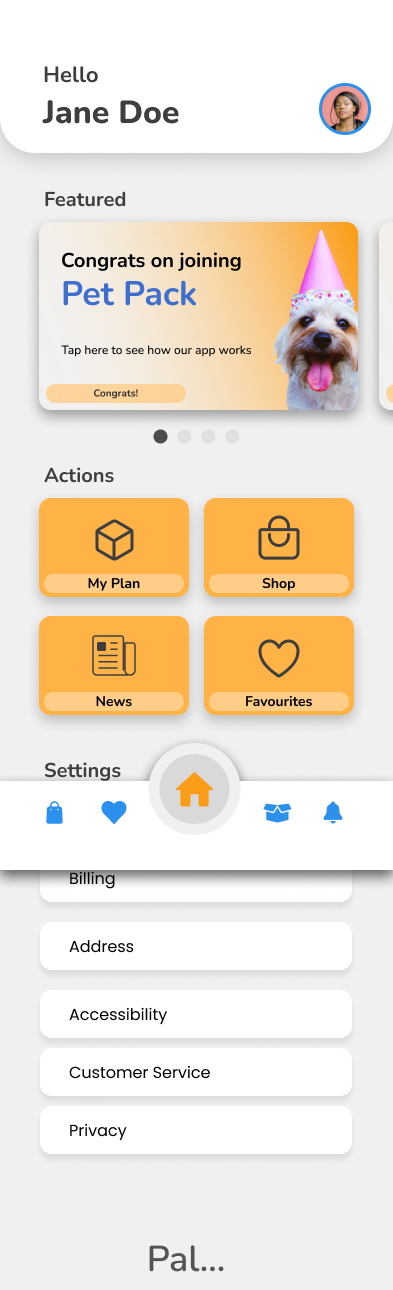 Hello
Jane Doe
Featured
Congrats on joining
Pet Pack
Tap here to see how our app works
Congrats!
Actions
My Plan
Shop
News
Favourites
Settings
Billing
Address
Accessibility
Customer Service
Privacy
Pal...